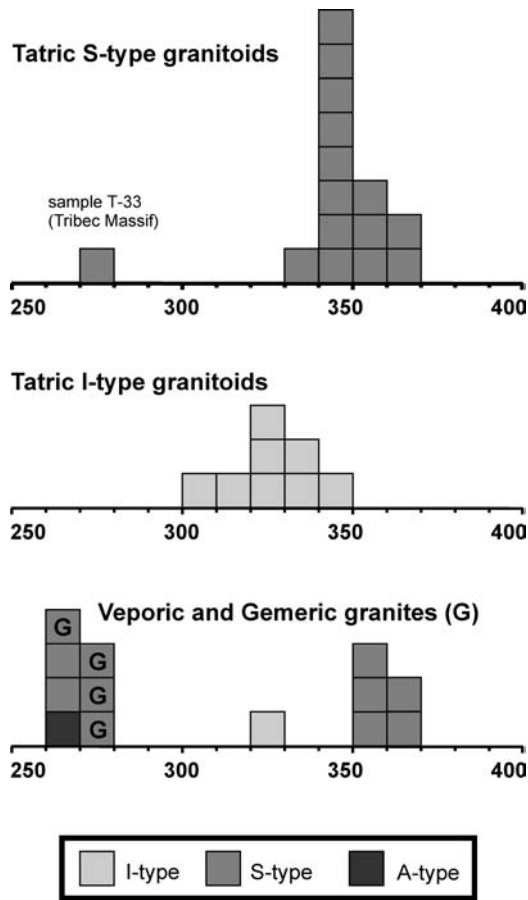 Tatric S-type granitoids
sample T-33
(Tribec Massif)
250 300 350 400
Tatric I-type granitoids
250 300 350 400
Veporic and Gemeric granites (G)
G
G
G
G
250 300 350 400
I-type S-type A-type